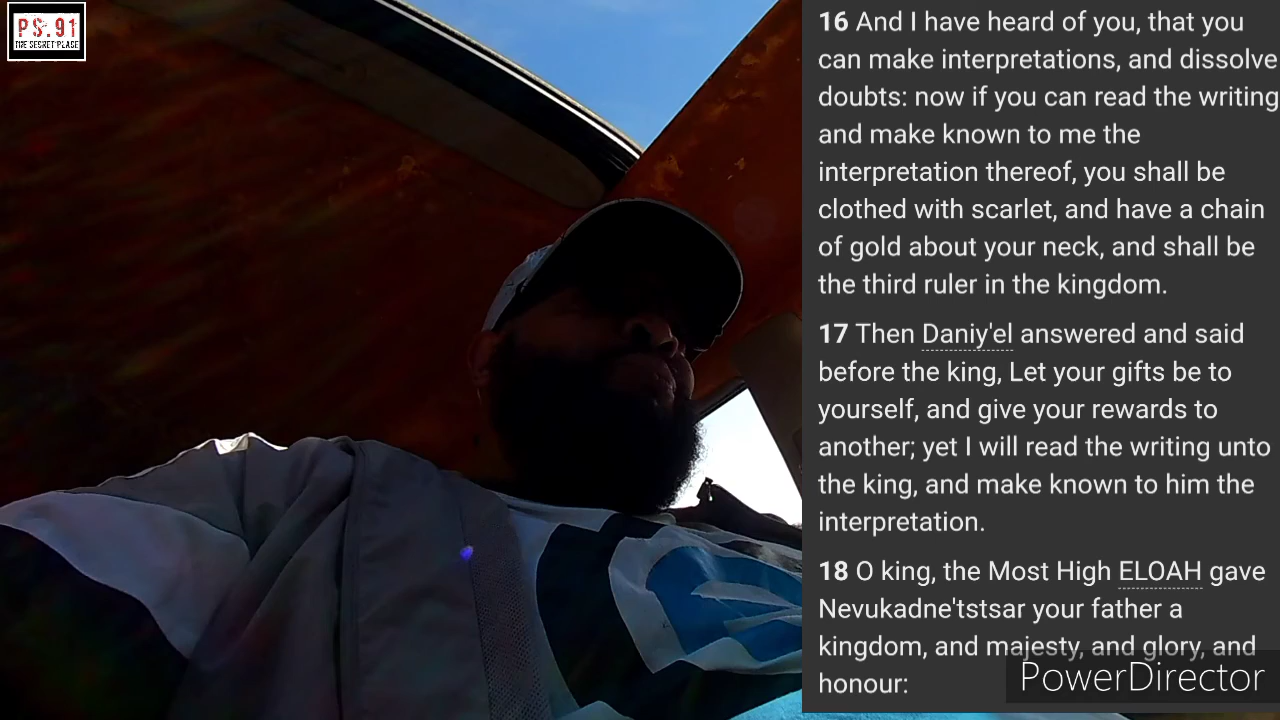 PS.91
THE SECRET PLACE
16 And I have heard of you, that you
can make interpretations, and dissolve
doubts: now if you can read the writing
and make known to me the
interpretation thereof, you shall be
clothed with scarlet, and have a chain
of gold about your neck, and shall be
the third ruler in the kingdom.
17 Then Daniy'el answered and said
before the king, Let your gifts be to
yourself, and give your rewards to
another; yet I will read the writing unto
the king, and make known to him the
interpretation.
18 O king, the Most High ELOAH gave
Nevukadne'tstsar your father a
kingdom, and majesty, and glory, and
honour:
PowerDirector